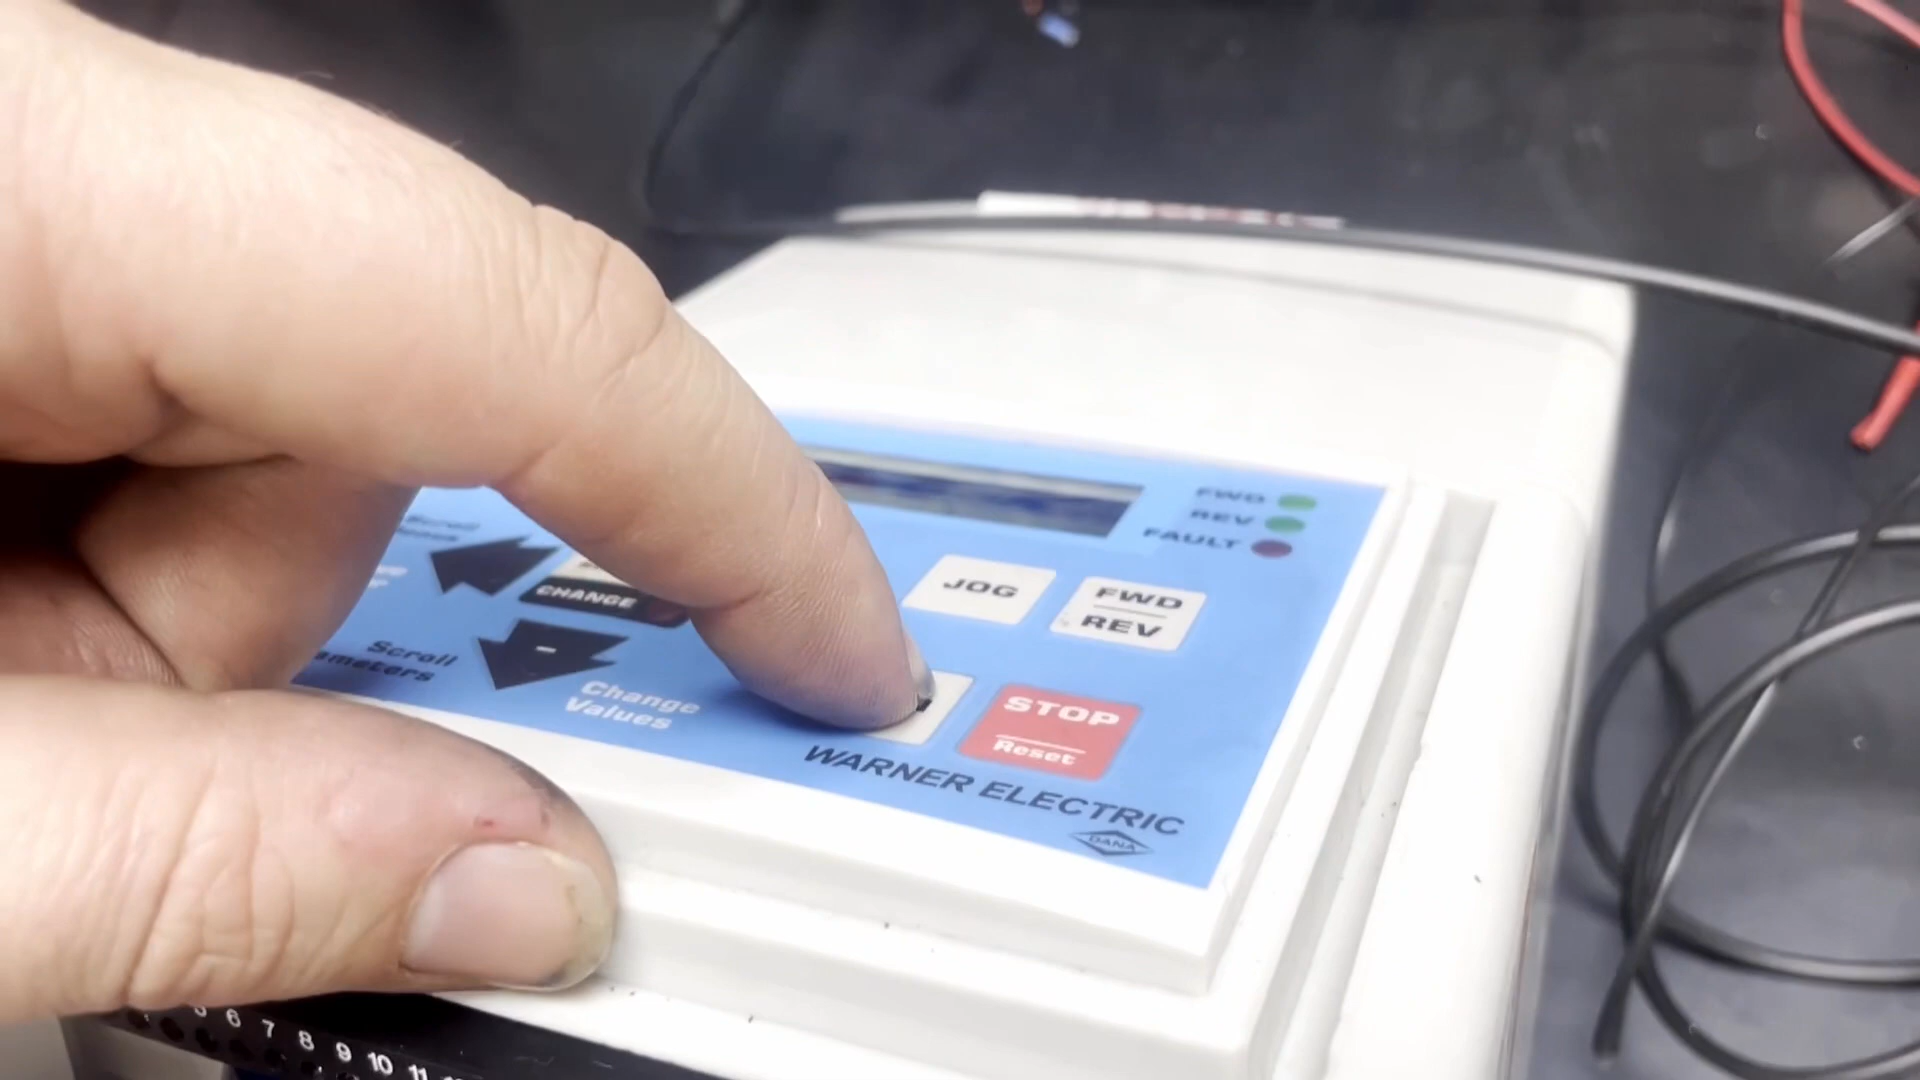 FWD
REV
FAULT
Scroll
JOG
FWD
REV
CHANGE
Scroll
Change
Values
STOP
Reset
WARNER ELECTRIC
DANA
6 7 8 9 10 11